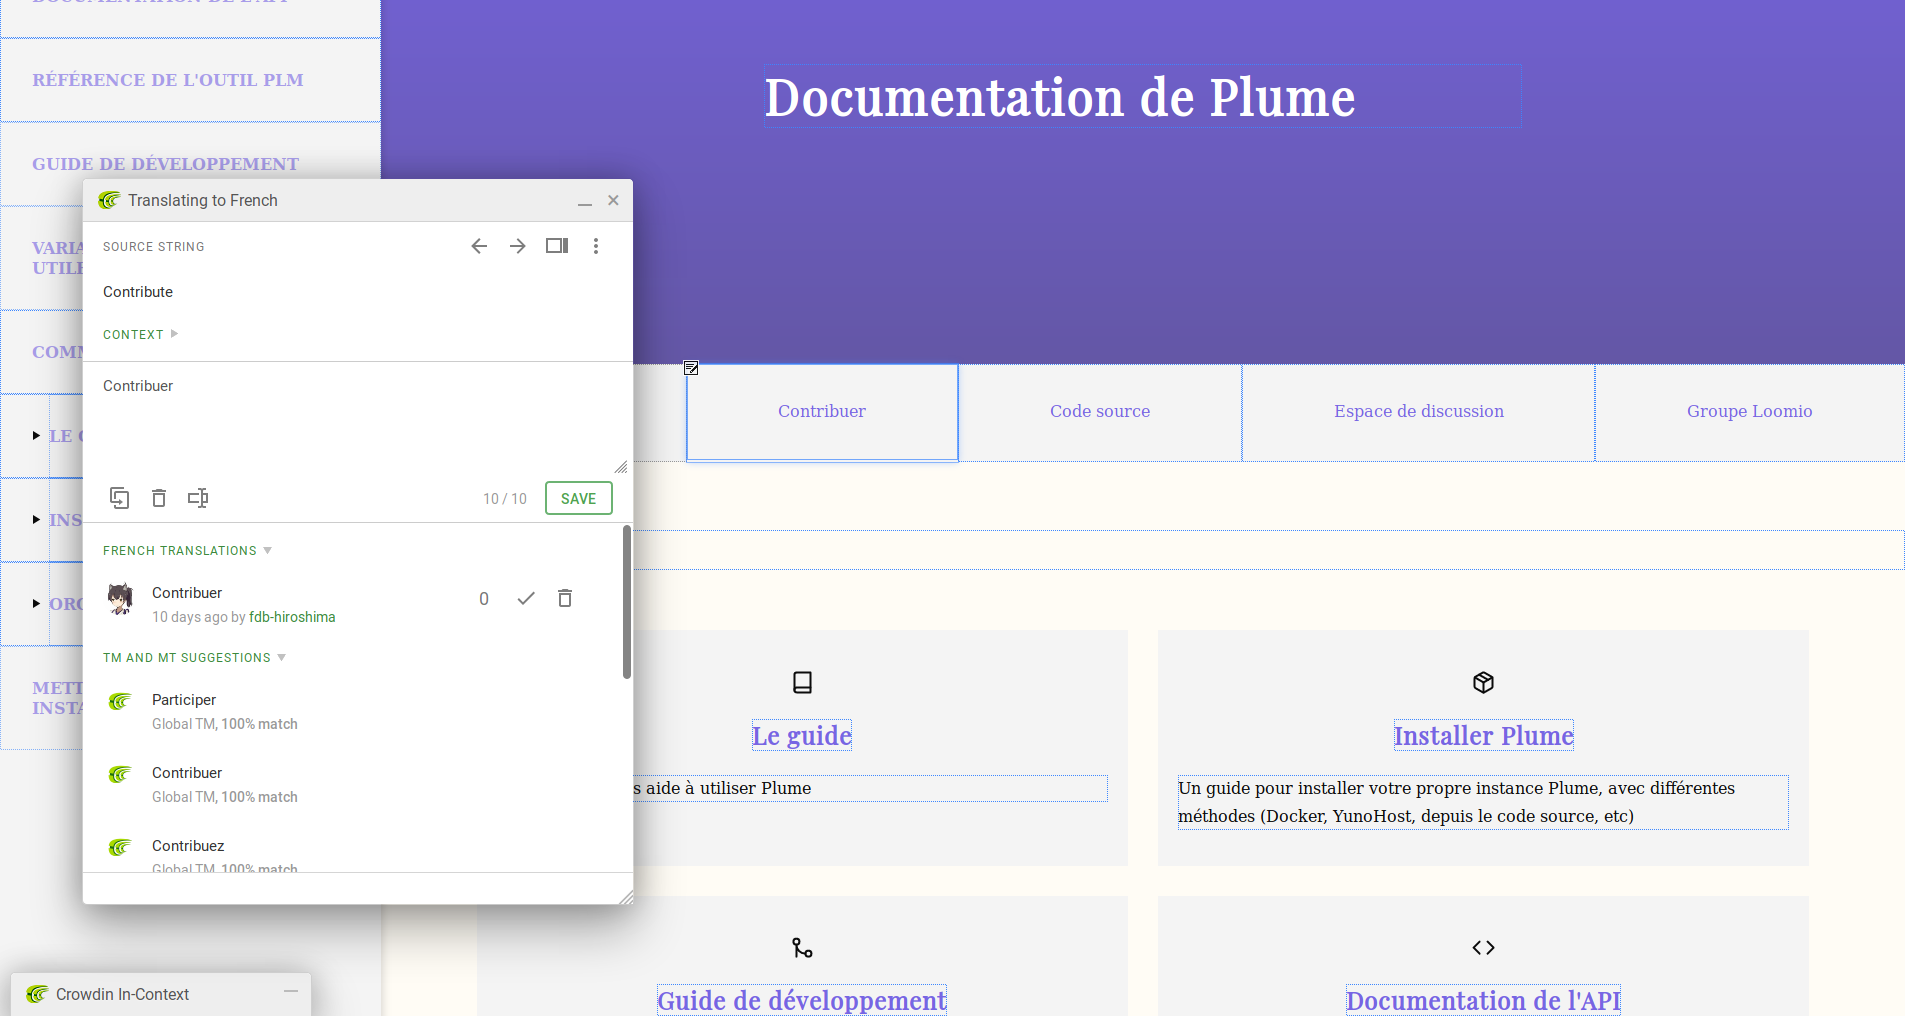 DOCUMENTATION DE L'API
RÉFÉRENCE DE L'OUTIL PLM
GUIDE DE DÉVELOPPEMENT
VARIA
UTILE
COMM
LE
INS
METT
INSTA
Documentation de Plume
Contribuer
Code source
Espace de discussion
Groupe Loomio
Le guide
s aide à utiliser Plume
Installer Plume
Un guide pour installer votre propre instance Plume, avec différentes
méthodes (Docker, YunoHost, depuis le code source, etc)
Guide de développement
Documentation de l'API
Translating to French
SOURCE STRING
Contribute
CONTEXT
Contribuer
10 / 10
SAVE
FRENCH TRANSLATIONS
Contribuer
0
10 days ago by fdb-hiroshima
TM AND MT SUGGESTIONS
Participer
Global TM, 100% match
Contribuer
Global TM, 100% match
Contribuez
Global TM, 100% match
Crowdin In-Context